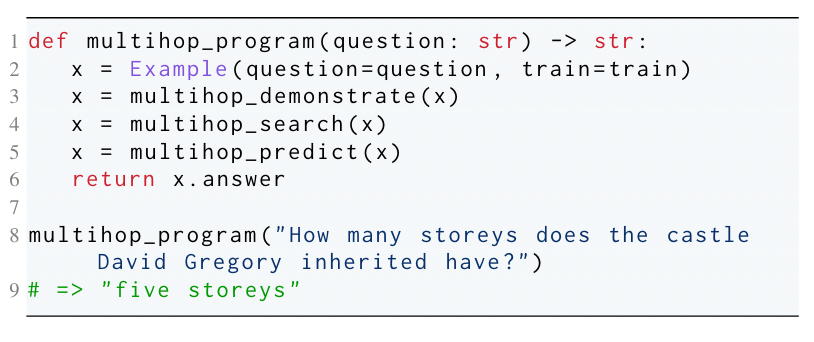 1 def multihop_program(question: str) -> str:
2     x = Example(question=question, train=train)
3     x = multihop_demonstrate(x)
4     x = multihop_search(x)
5     x = multihop_predict(x)
6     return x.answer
7
8 multihop_program("How many storeys does the castle
David Gregory inherited have?")
9 # => "five storeys"